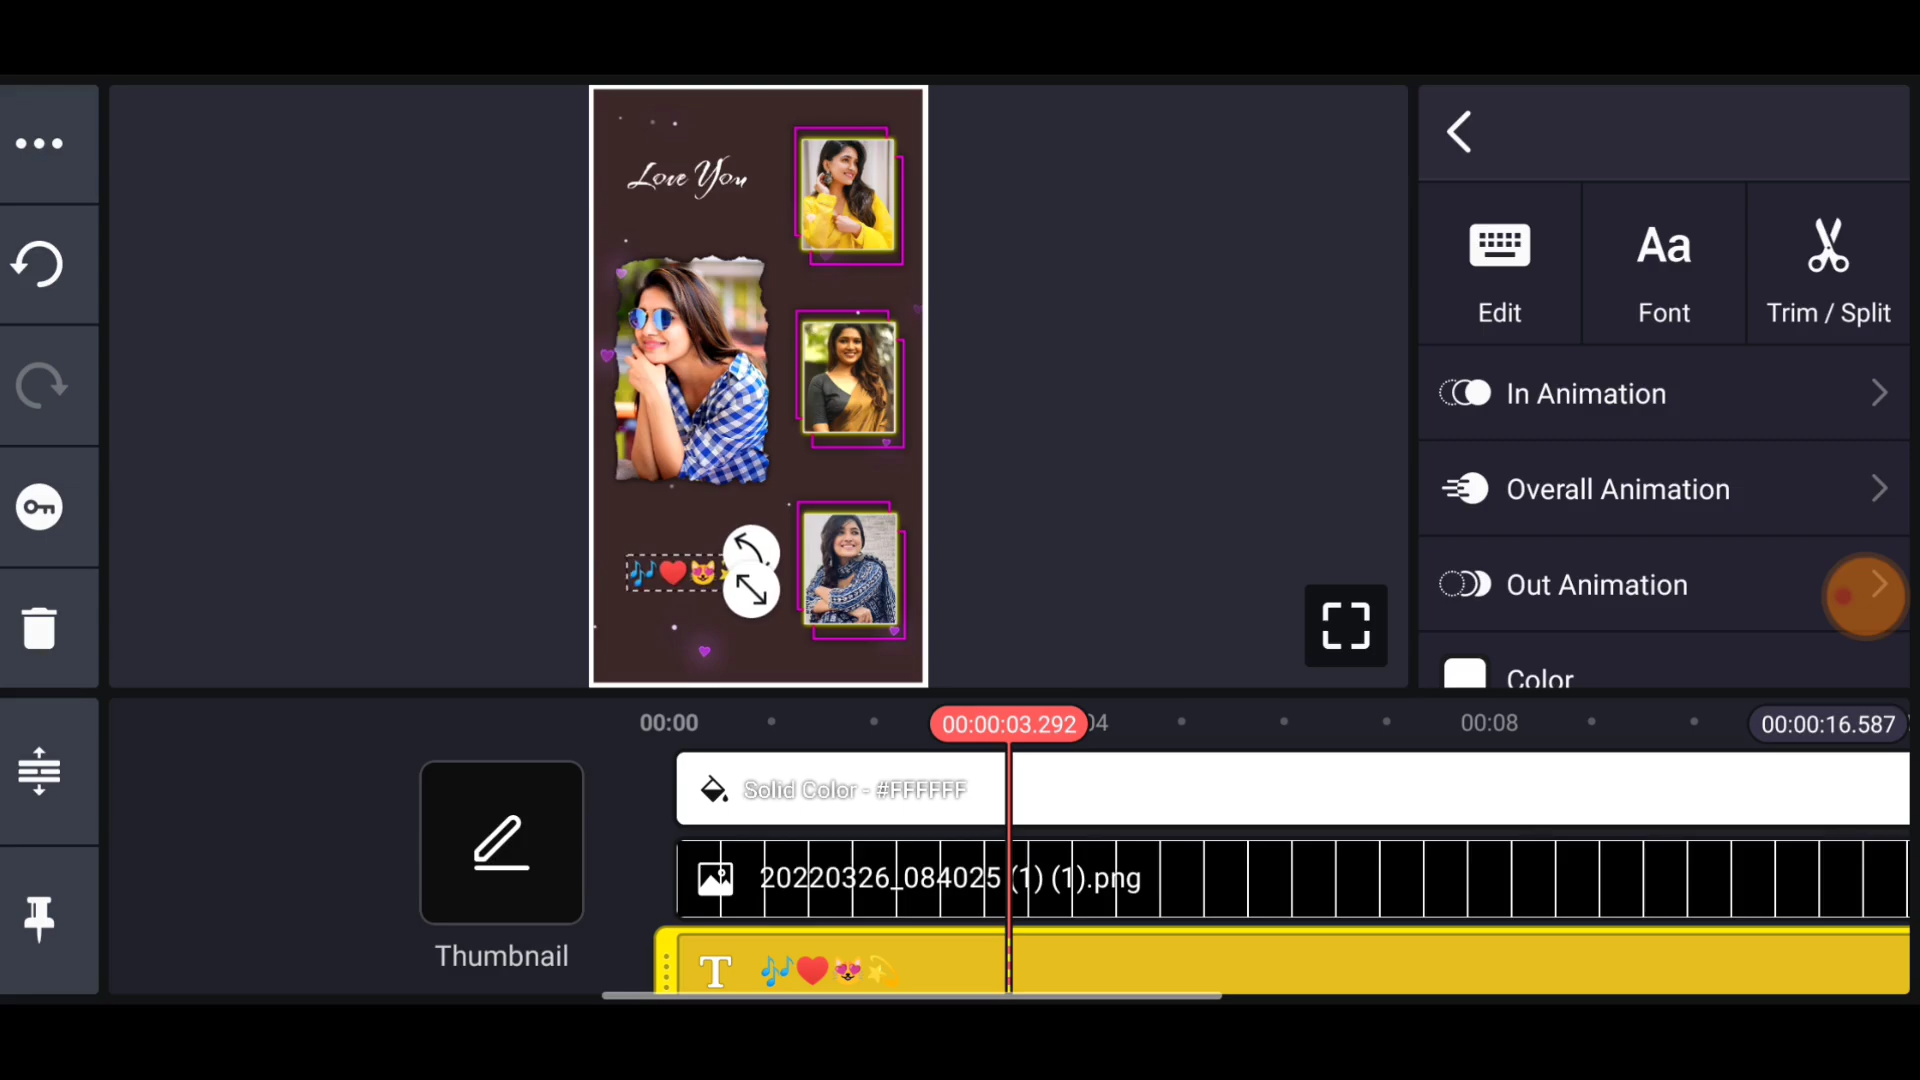 Love You
🎶❤️😻
Edit
Font
Trim / Split
In Animation
Overall Animation
Out Animation
Color
00:00
00:00:03.292
04
00:08
00:00:16.587
Solid Color - #FFFFFF
20220326_084025 (1) (1).png
T 🎶❤️😻💫
Thumbnail